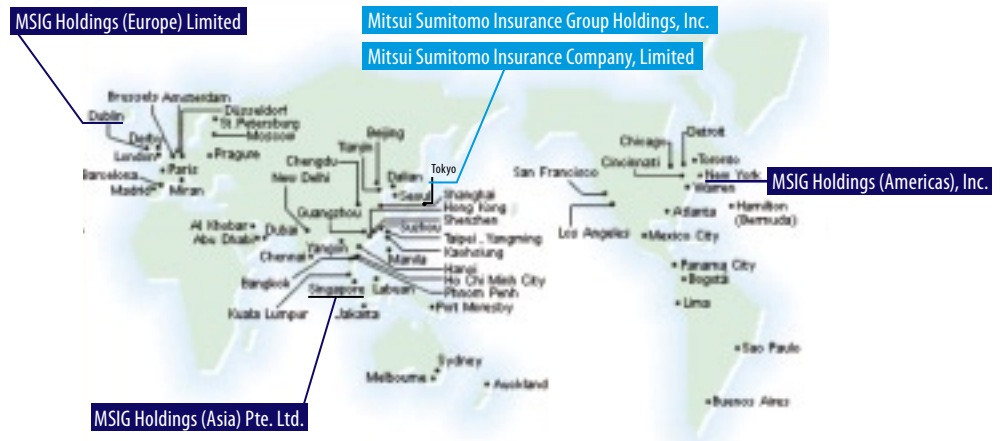 MSIG Holdings (Europe) Limited
Mitsui Sumitomo Insurance Group Holdings, Inc.
Mitsui Sumitomo Insurance Company, Limited
Brussels Amsterdam
Dublin
Düsseldorf
St.Petersburg
Moscow
Derby
London
Prague
Paris
Barcelona
Madrid
Miran
Beijing
Tianjin
Chengdu
New Delhi
Dalian
Tokyo
Seoul
Shanghai
Hong Kong
Shenzhen
Guangzhou
Suzhou
Al Khobar
Dubai
Abu Dhabi
Taipei
Yangming
Kaohsiung
Yangon
Chennai
Manila
Hanoi
Ho Chi Minh City
Phnom Penh
Bangkok
Singapore
Labuan
Kuala Lumpur
Jakarta
Port Moresby
Sydney
Melbourne
Auckland
Chicago
Detroit
Cincinnati
Toronto
San Francisco
New York
Warren
MSIG Holdings (Americas), Inc.
Hamilton
(Bermuda)
Atlanta
Los Angeles
Mexico City
Panama City
Bogota
Lima
Sao Paulo
Buenos Aires
MSIG Holdings (Asia) Pte. Ltd.